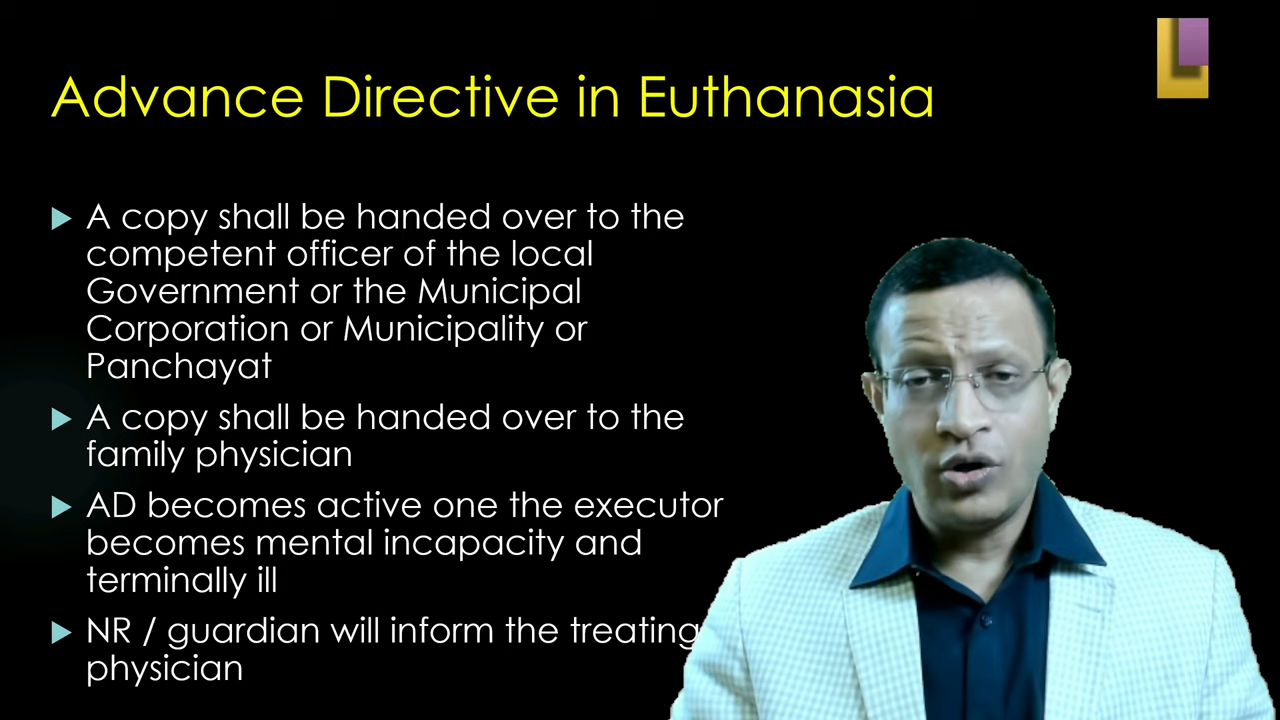 Advance Directive in Euthanasia
A copy shall be handed over to the
competent officer of the local
Government or the Municipal
Corporation or Municipality or
Panchayat
A copy shall be handed over to the
family physician
AD becomes active one the executor
becomes mental incapacity and
terminally ill
NR / guardian will inform the treating
physician